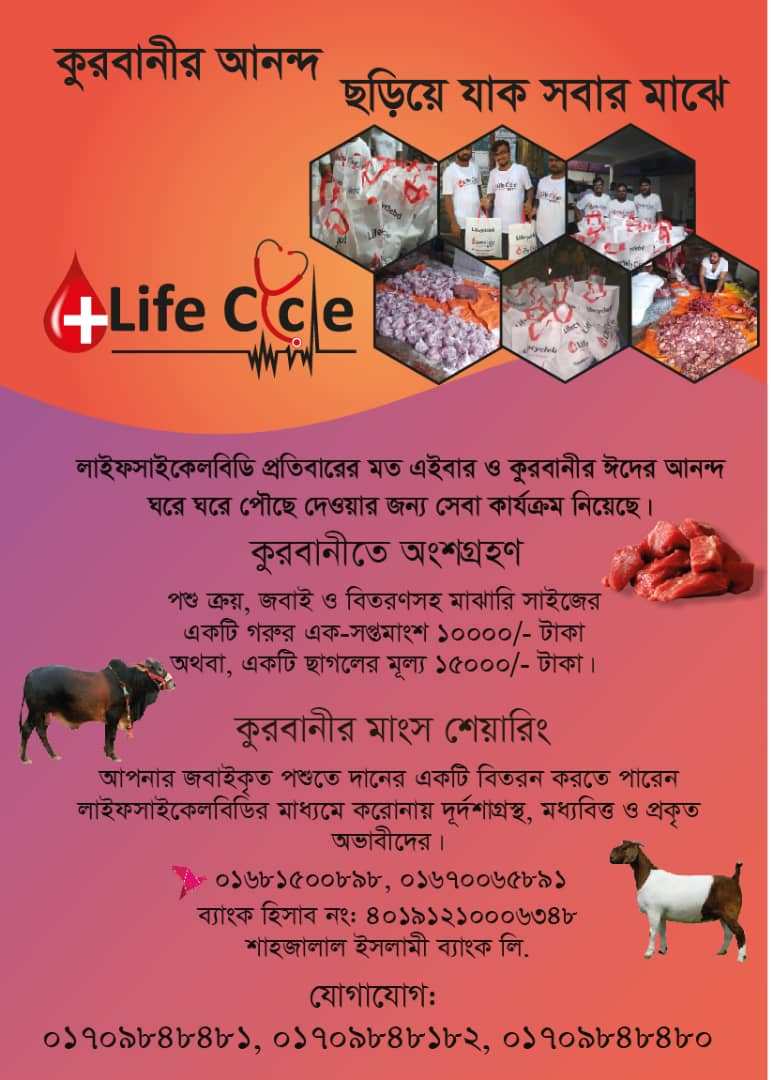 কুরবানীর আনন্দ
ছড়িয়ে যাক সবার মাঝে
Life Cycle
লাইফসাইকেলবিডি প্রতিবারের মত এইবার ও কুরবানীর ঈদের আনন্দ
ঘরে ঘরে পৌছে দেওয়ার জন্য সেবা কার্যক্রম নিয়েছে।
কুরবানীতে অংশগ্রহণ
পশু ক্রয়, জবাই ও বিতরণসহ মাঝারি সাইজের
একটি গরুর এক-সপ্তমাংশ ১০০০০/- টাকা
অথবা, একটি ছাগলের মূল্য ১৫০০০/- টাকা।
কুরবানীর মাংস শেয়ারিং
আপনার জবাইকৃত পশুতে দানের একটি বিতরন করতে পারেন
লাইফসাইকেলবিডির মাধ্যমে করোনায় দূর্দশাগ্রস্থ, মধ্যবিত্ত ও প্রকৃত
অভাবীদের।
০১৬৮১৫০০৮৯৮, ০১৬৭০০৬৫৮৯১
ব্যাংক হিসাব নং: ৪০১৯১২১০০০৬৩৪৮
শাহজালাল ইসলামী ব্যাংক লি.
যোগাযোগ:
০১৭০৯৮৪৮৪৮১, ০১৭০৯৮৪৮১৮২, ০১৭০৯৮৪৮৪৮০